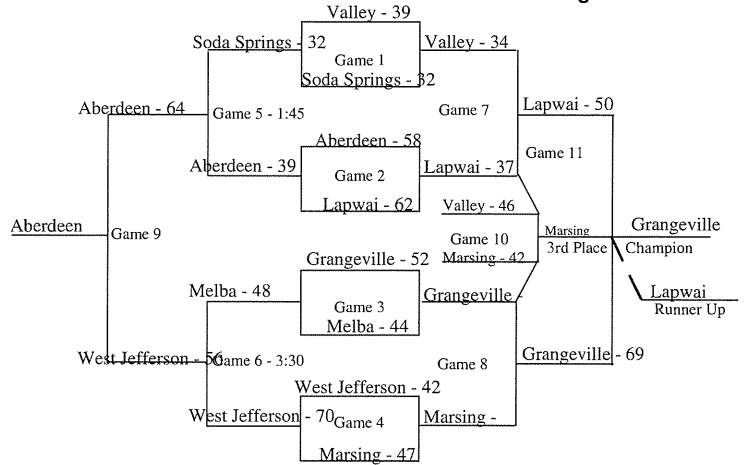 Valley - 39
Soda Springs - 32
Game 1
Valley - 34
Soda Springs - 32
Aberdeen - 64
Game 5 - 1:45
Game 7
Lapwai - 50
Aberdeen - 58
Game 11
Aberdeen - 39
Game 2
Lapwai - 37
Lapwai - 62
Valley - 46
Aberdeen
Game 9
Game 10
Marsing
Grangeville
3rd Place
Champion
Marsing - 42
Grangeville - 52
Melba - 48
Game 3
Grangeville -
Lapwai
Runner Up
Melba - 44
West Jefferson - 56
Game 6 - 3:30
Game 8
Grangeville - 69
West Jefferson - 42
West Jefferson - 70
Game 4
Marsing -
Marsing - 47